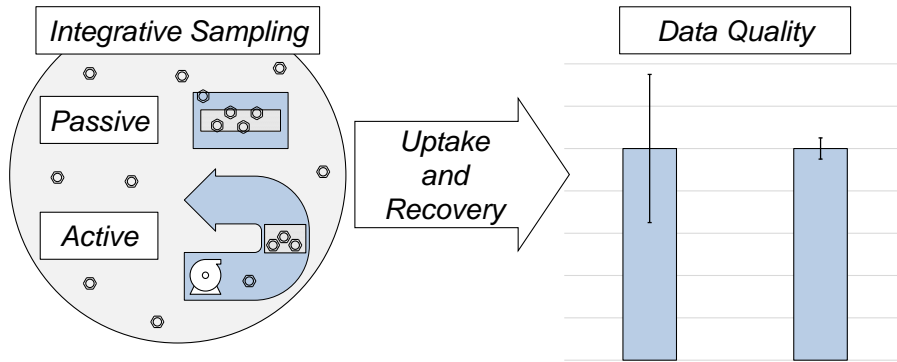 Integrative Sampling
Passive
Active
Uptake
and
Recovery
Data Quality